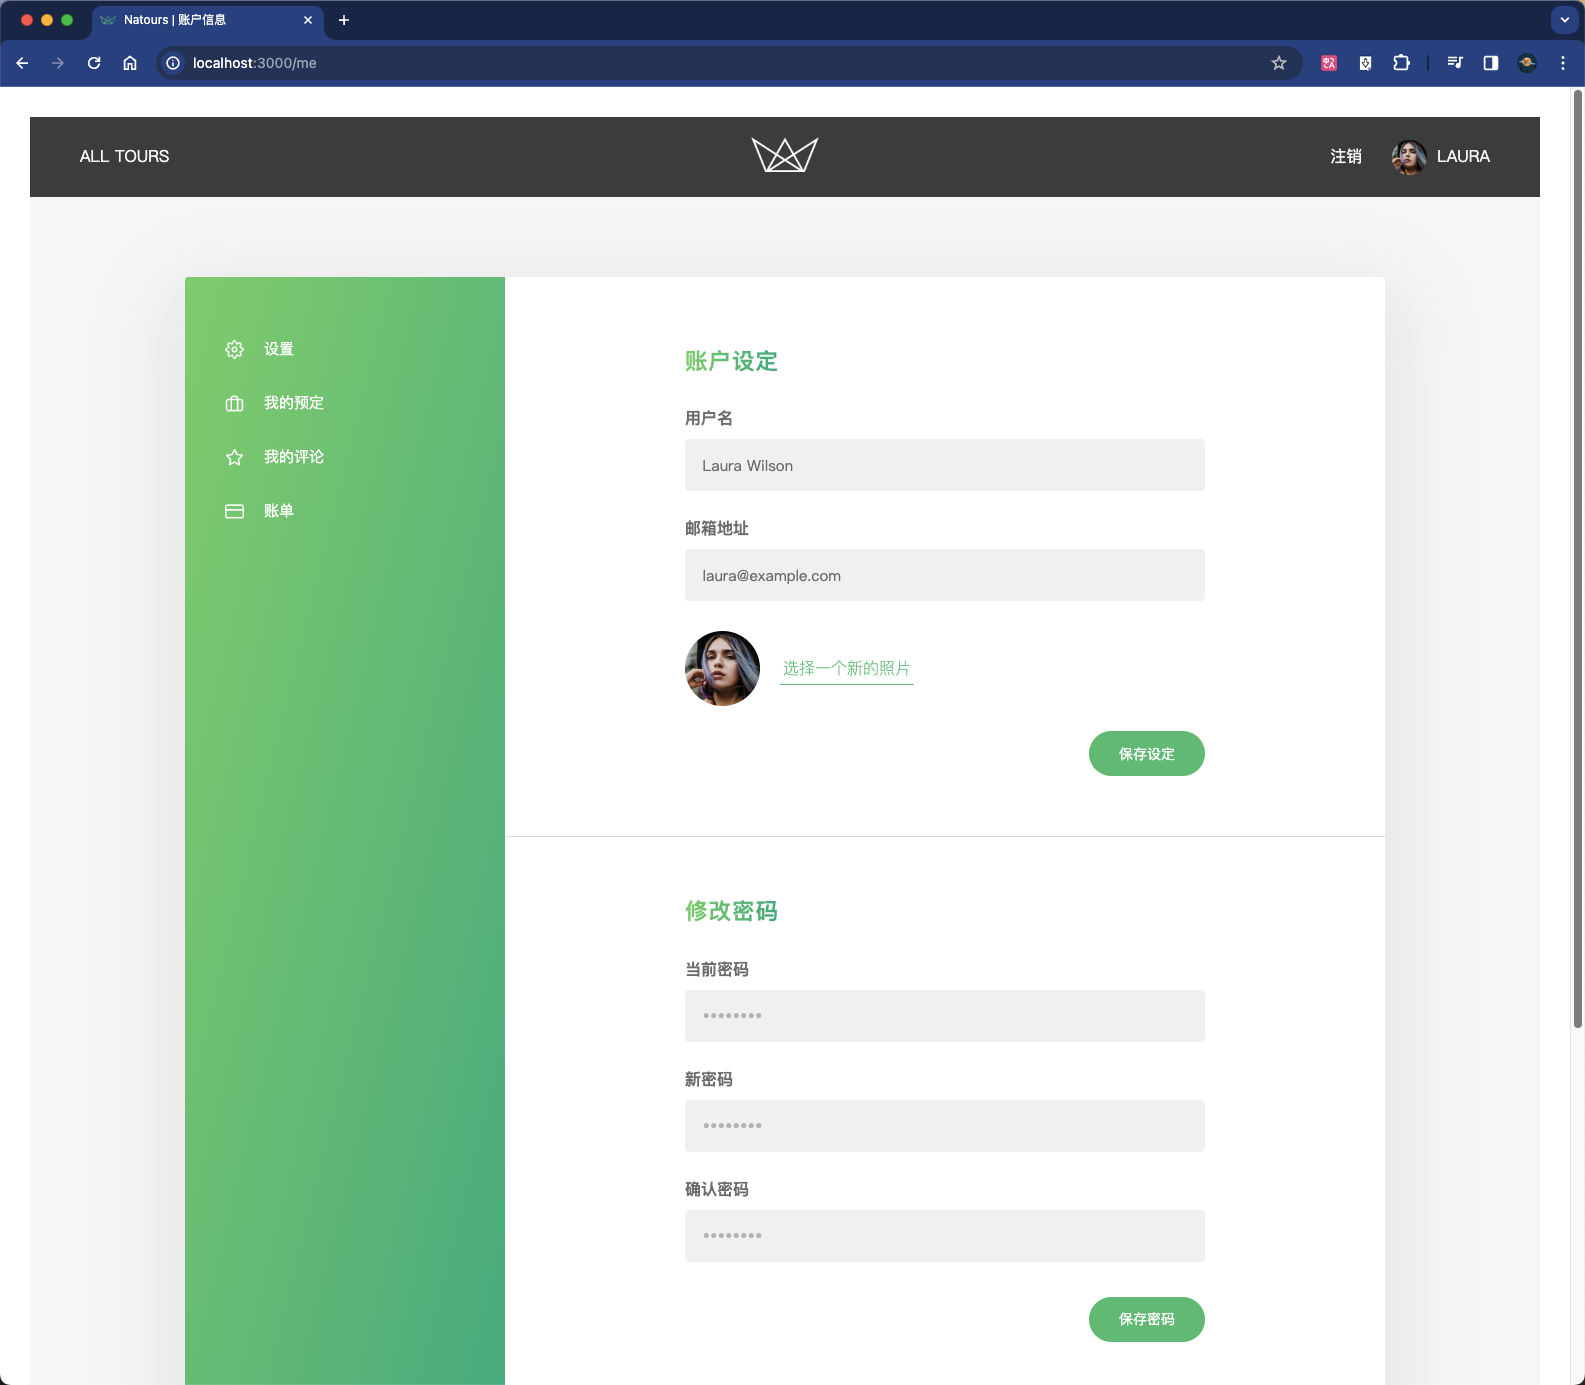 Natours | 账户信息
localhost:3000/me
ALL TOURS
注销
LAURA
设置
我的预定
我的评论
账单
账户设定
用户名
Laura Wilson
邮箱地址
laura@example.com
选择一个新的照片
保存设定
修改密码
当前密码
••••••••
新密码
••••••••
确认密码
••••••••
保存密码